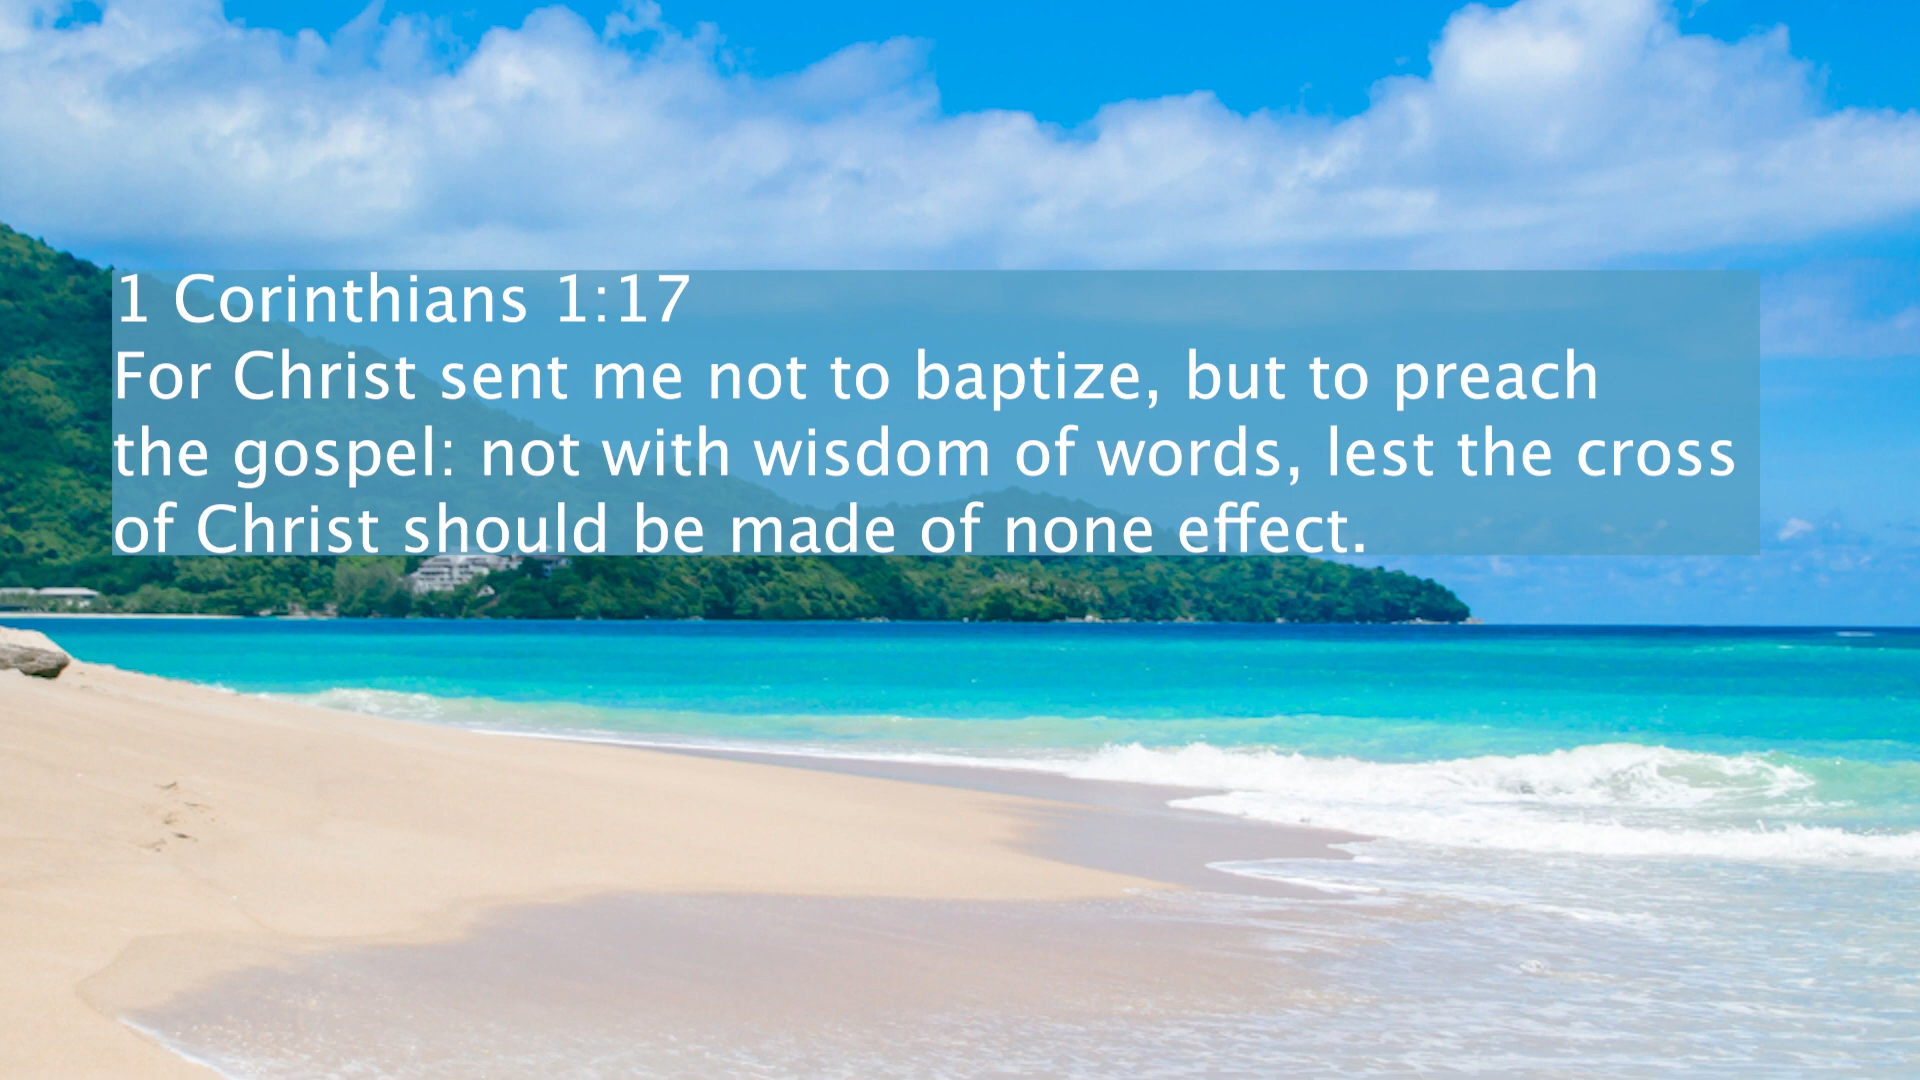 1 Corinthians 1:17
For Christ sent me not to baptize, but to preach
the gospel: not with wisdom of words, lest the cross
of Christ should be made of none effect.